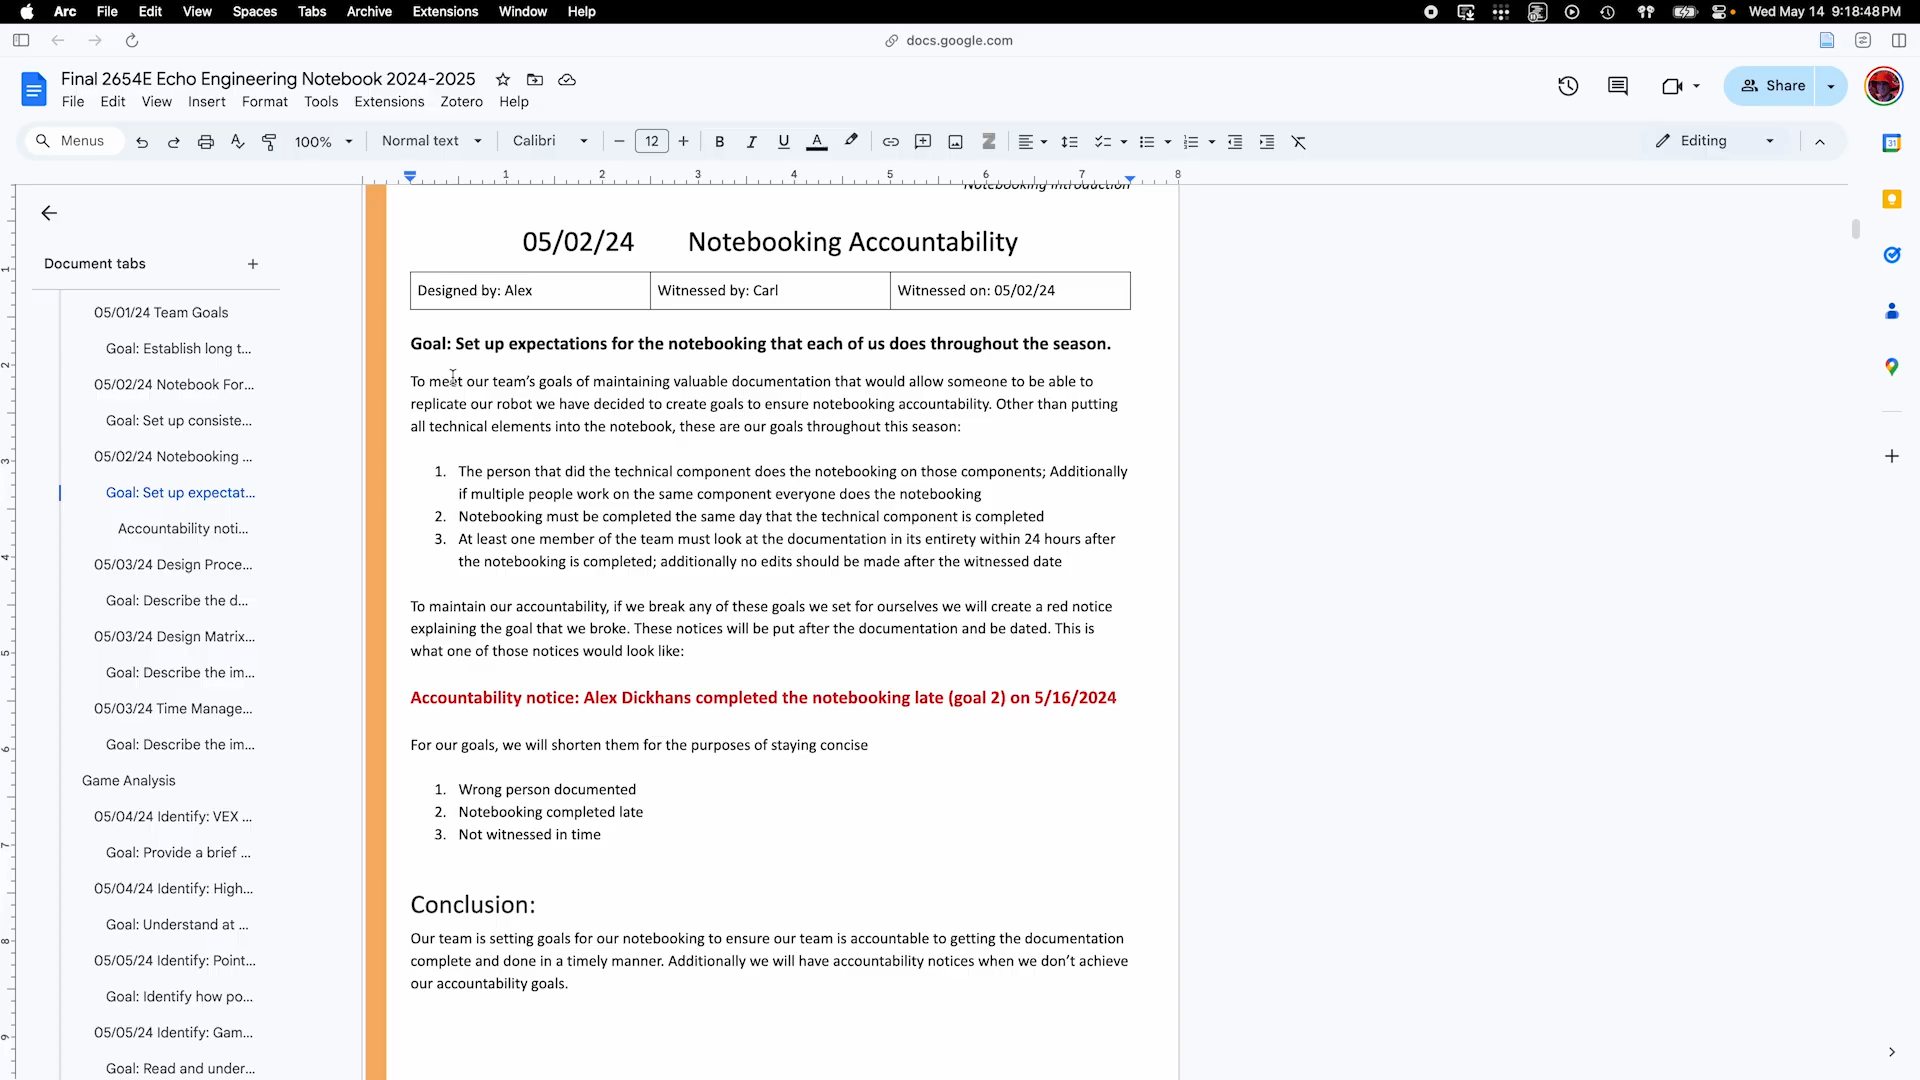 Arc File Edit View Spaces Tabs Archive Extensions Window Help Wed May 14 9:18:48 PM
docs.google.com
Final 2654E Echo Engineering Notebook 2024-2025
File Edit View Insert Format Tools Extensions Zotero Help
Share
Menus 100% Normal text Calibri 12 Editing
1 2 3 4 5 6 7 8
Notebooking Introduction
Document tabs
05/01/24 Team Goals
Goal: Establish long t...
05/02/24 Notebook For...
Goal: Set up consiste...
05/02/24 Notebooking ...
Goal: Set up expectat...
Accountability noti...
05/03/24 Design Proce...
Goal: Describe the d...
05/03/24 Design Matrix...
Goal: Describe the im...
05/03/24 Time Manage...
Goal: Describe the im...
Game Analysis
05/04/24 Identify: VEX ...
Goal: Provide a brief ...
05/04/24 Identify: High...
Goal: Understand at ...
05/05/24 Identify: Point...
Goal: Identify how po...
05/05/24 Identify: Gam...
Goal: Read and under...
05/02/24 Notebooking Accountability
Designed by: Alex Witnessed by: Carl Witnessed on: 05/02/24
Goal: Set up expectations for the notebooking that each of us does throughout the season.
To meet our team's goals of maintaining valuable documentation that would allow someone to be able to
replicate our robot we have decided to create goals to ensure notebooking accountability. Other than putting
all technical elements into the notebook, these are our goals throughout this season:
1. The person that did the technical component does the notebooking on those components; Additionally
if multiple people work on the same component everyone does the notebooking
2. Notebooking must be completed the same day that the technical component is completed
3. At least one member of the team must look at the documentation in its entirety within 24 hours after
the notebooking is completed; additionally no edits should be made after the witnessed date
To maintain our accountability, if we break any of these goals we set for ourselves we will create a red notice
explaining the goal that we broke. These notices will be put after the documentation and be dated. This is
what one of those notices would look like:
Accountability notice: Alex Dickhans completed the notebooking late (goal 2) on 5/16/2024
For our goals, we will shorten them for the purposes of staying concise
1. Wrong person documented
2. Notebooking completed late
3. Not witnessed in time
Conclusion:
Our team is setting goals for our notebooking to ensure our team is accountable to getting the documentation
complete and done in a timely manner. Additionally we will have accountability notices when we don't achieve
our accountability goals.